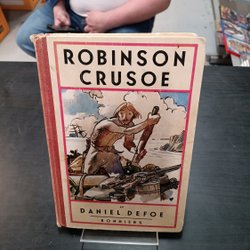 ROBINSON
CRUSOE
AV
DANIEL DEFOE
BONNIERS